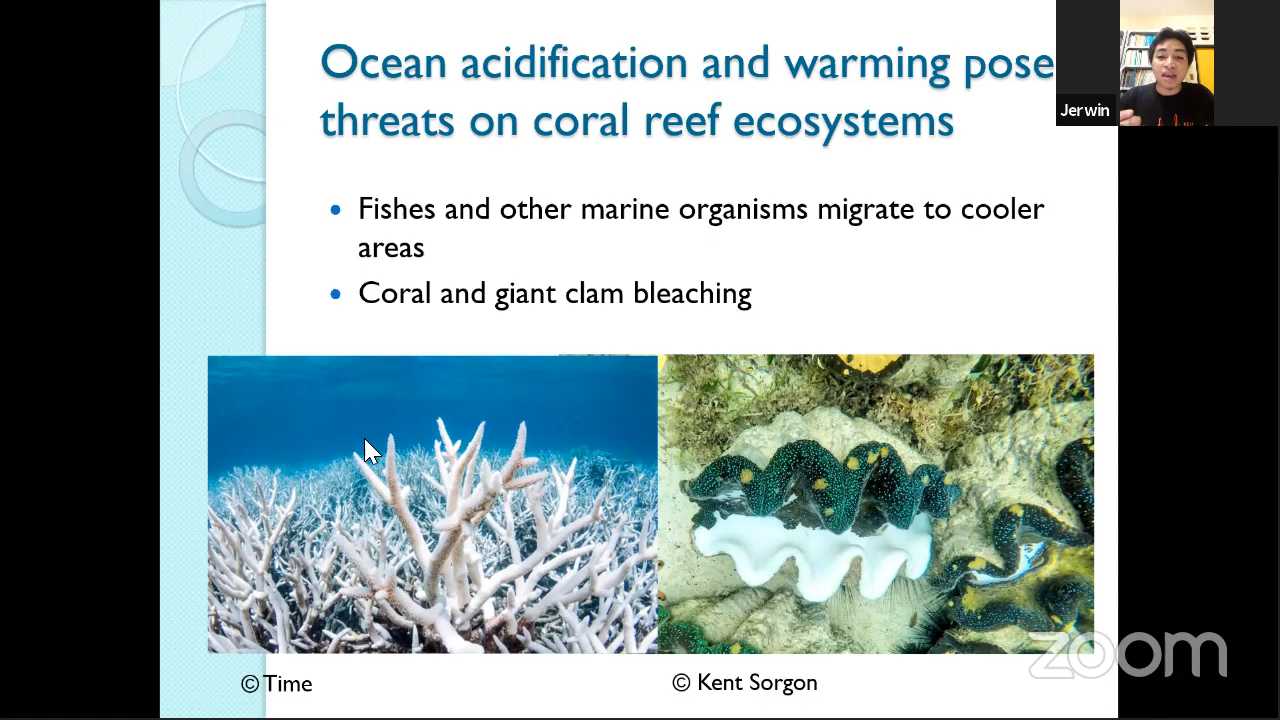 Ocean acidification and warming pose
threats on coral reef ecosystems
Jerwin
• Fishes and other marine organisms migrate to cooler
areas
• Coral and giant clam bleaching
zoom
© Time
© Kent Sorgon